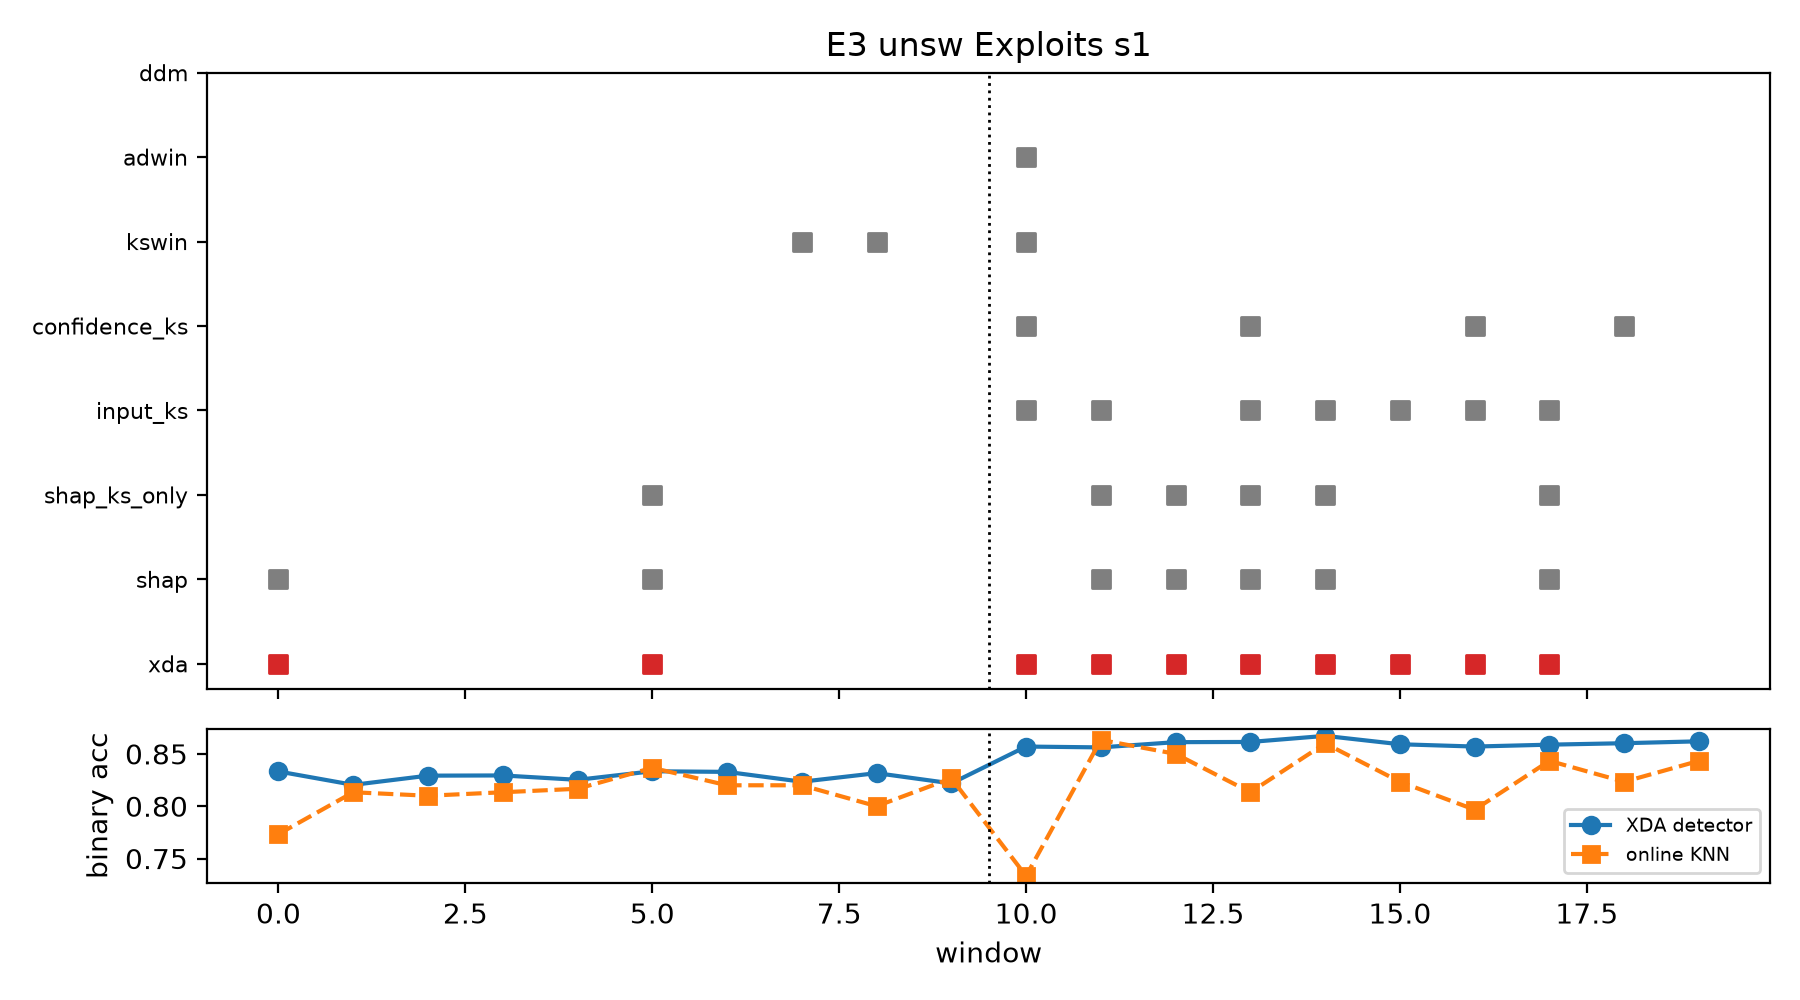 E3 unsw Exploits s1
ddm
adwin
kswin
confidence_ks
input_ks
shap_ks_only
shap
xda
binary acc
0.85
0.80
0.75
XDA detector
online KNN
0.0 2.5 5.0 7.5 10.0 12.5 15.0 17.5
window